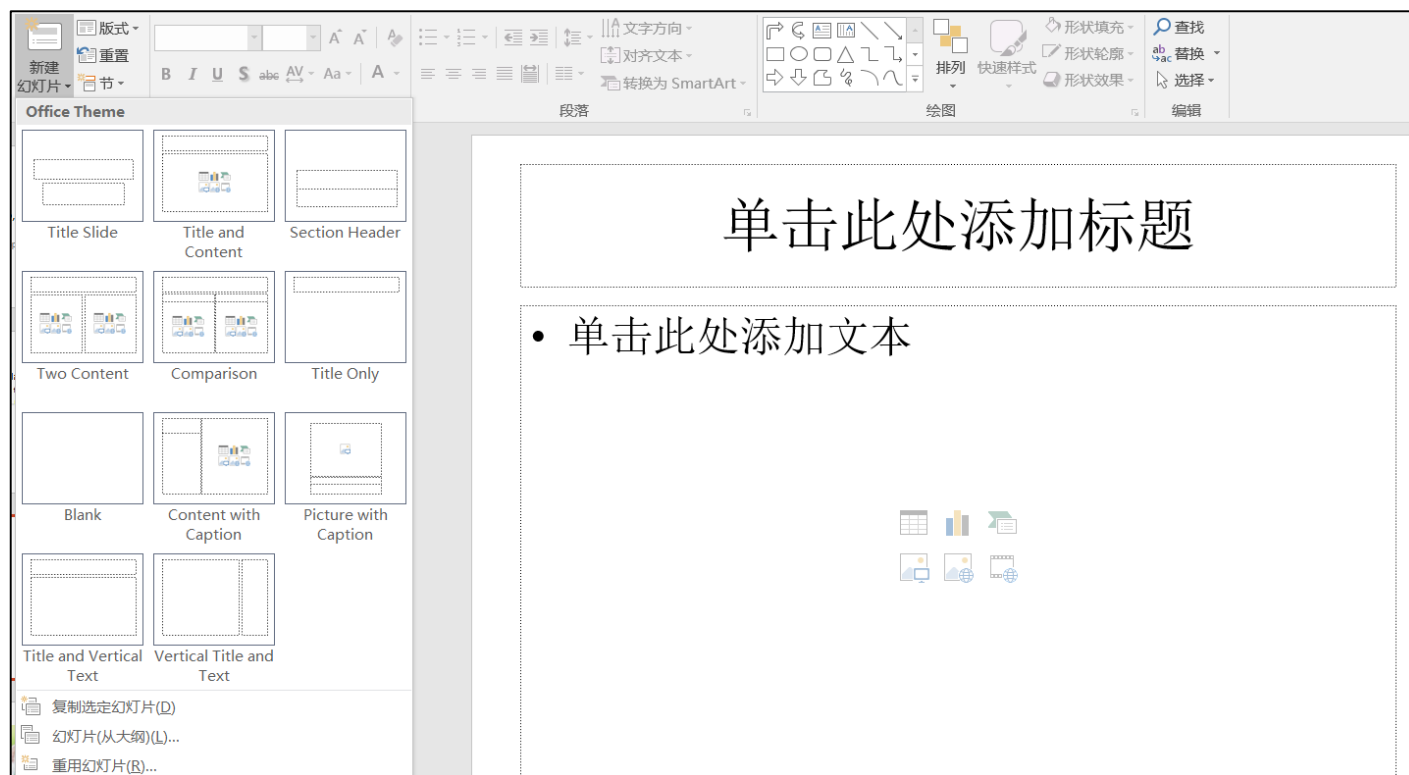 新建
幻灯片
版式
重置
节
B I U S abc AV Aa A
文字方向
对齐文本
转换为 SmartArt
段落
排列
快速样式
形状填充
形状轮廓
形状效果
绘图
查找
替换
选择
编辑
Office Theme
Title Slide
Title and
Content
Section Header
Two Content
Comparison
Title Only
Blank
Content with
Caption
Picture with
Caption
Title and Vertical
Text
Vertical Title and
Text
复制选定幻灯片(D)
幻灯片(从大纲)(L)...
重用幻灯片(R)...
单击此处添加标题
• 单击此处添加文本